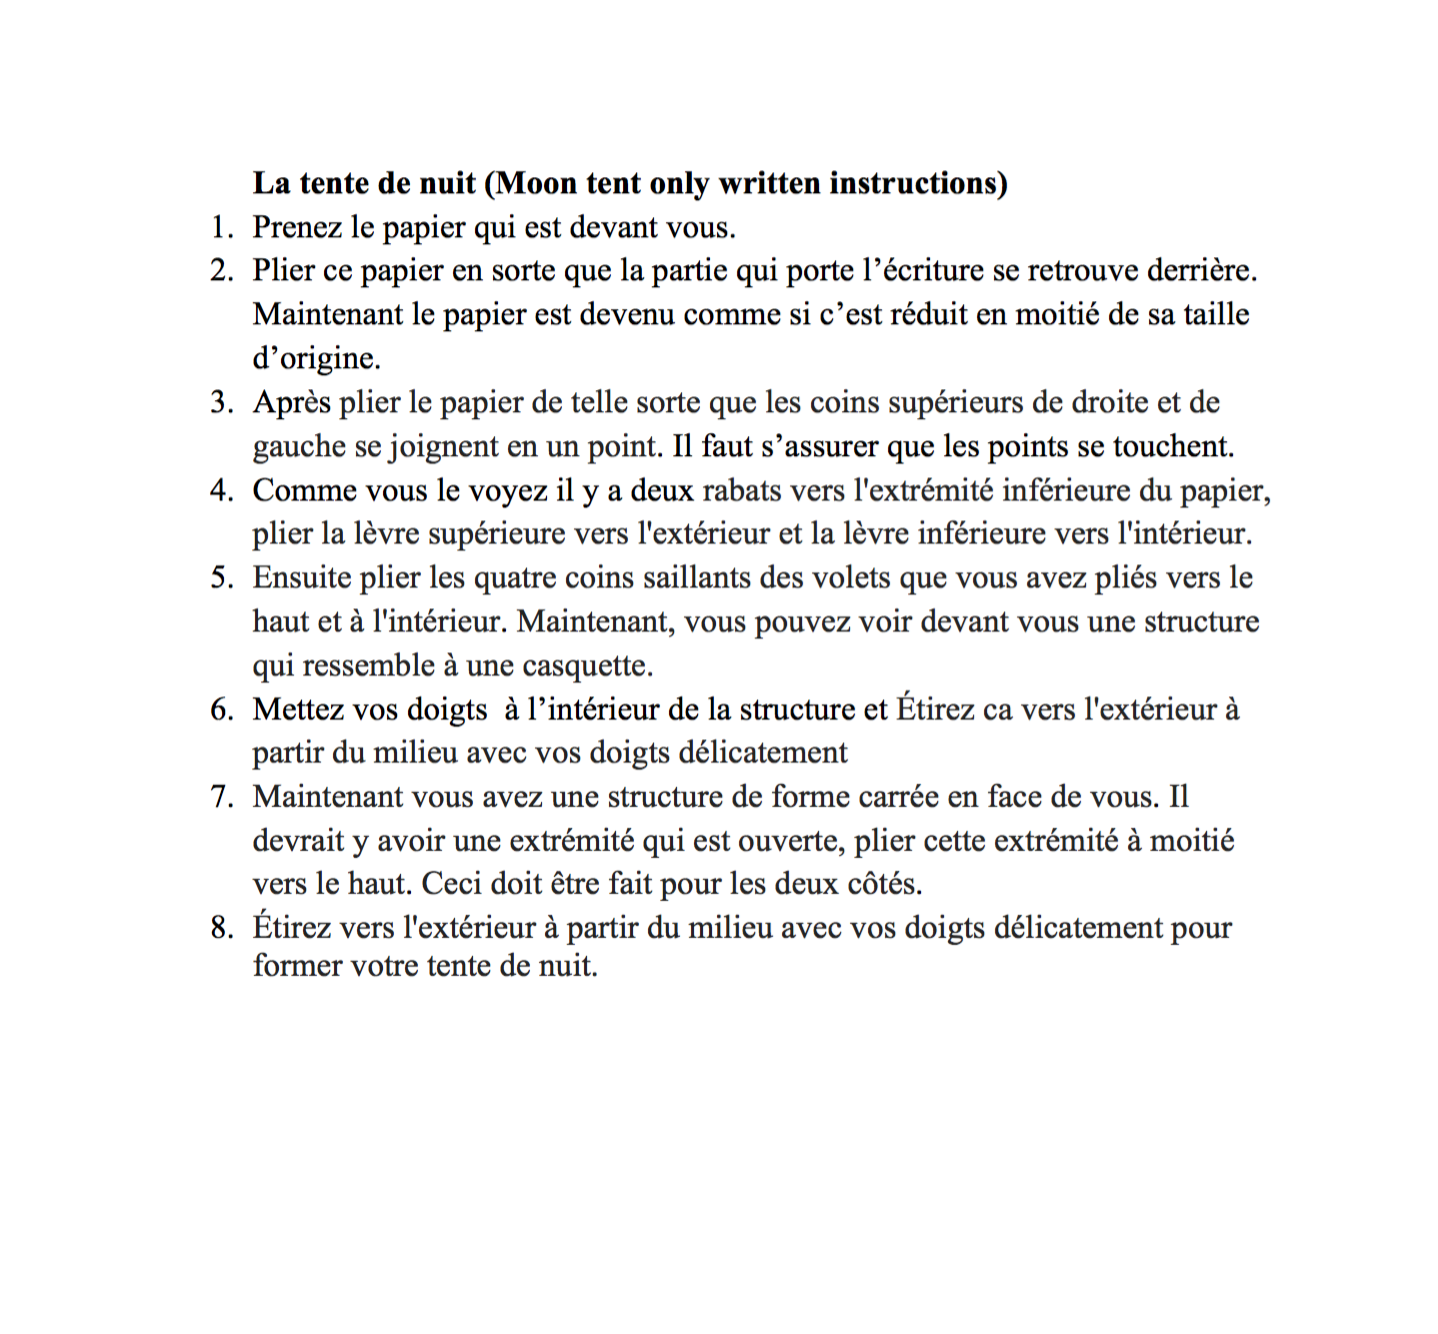 La tente de nuit (Moon tent only written instructions)
1. Prenez le papier qui est devant vous.
2. Plier ce papier en sorte que la partie qui porte l’écriture se retrouve derrière.
Maintenant le papier est devenu comme si c’est réduit en moitié de sa taille
d’origine.
3. Après plier le papier de telle sorte que les coins supérieurs de droite et de
gauche se joignent en un point. Il faut s’assurer que les points se touchent.
4. Comme vous le voyez il y a deux rabats vers l'extrémité inférieure du papier,
plier la lèvre supérieure vers l'extérieur et la lèvre inférieure vers l'intérieur.
5. Ensuite plier les quatre coins saillants des volets que vous avez pliés vers le
haut et à l'intérieur. Maintenant, vous pouvez voir devant vous une structure
qui ressemble à une casquette.
6. Mettez vos doigts  à l’intérieur de la structure et Étirez ca vers l'extérieur à
partir du milieu avec vos doigts délicatement
7. Maintenant vous avez une structure de forme carrée en face de vous. Il
devrait y avoir une extrémité qui est ouverte, plier cette extrémité à moitié
vers le haut. Ceci doit être fait pour les deux côtés.
8. Étirez vers l'extérieur à partir du milieu avec vos doigts délicatement pour
former votre tente de nuit.